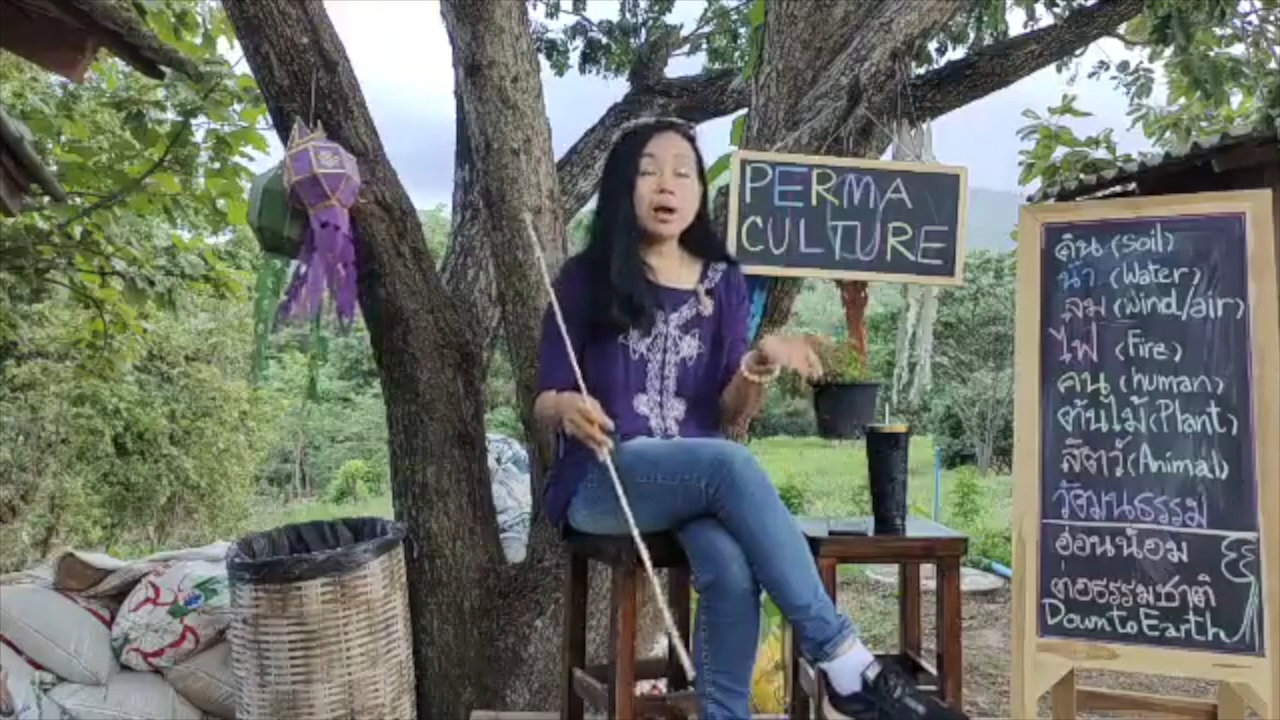 PERMA
CULTURE
ดิน (Soil)
น้ำ (Water)
ลม (Wind/air)
ไฟ (Fire)
คน (human)
ต้นไม้ (Plant)
สัตว์ (Animal)
วัฒนธรรม
อ่อนน้อม
ต่อธรรมชาติ
Down to Earth